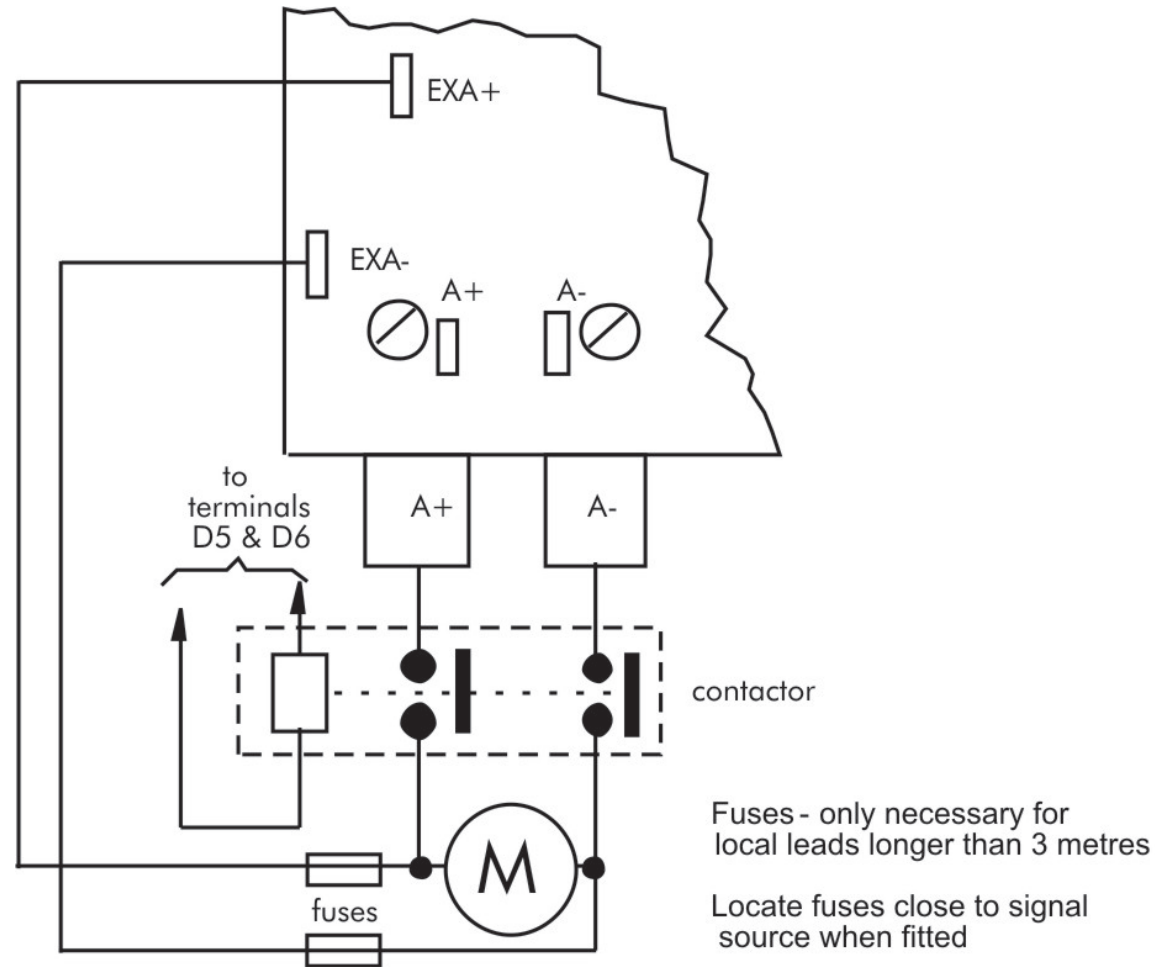 EXA+
EXA-
A+
A-
to
terminals
D5 & D6
A+
A-
contactor
M
fuses
Fuses - only necessary for
local leads longer than 3 metres
Locate fuses close to signal
source when fitted